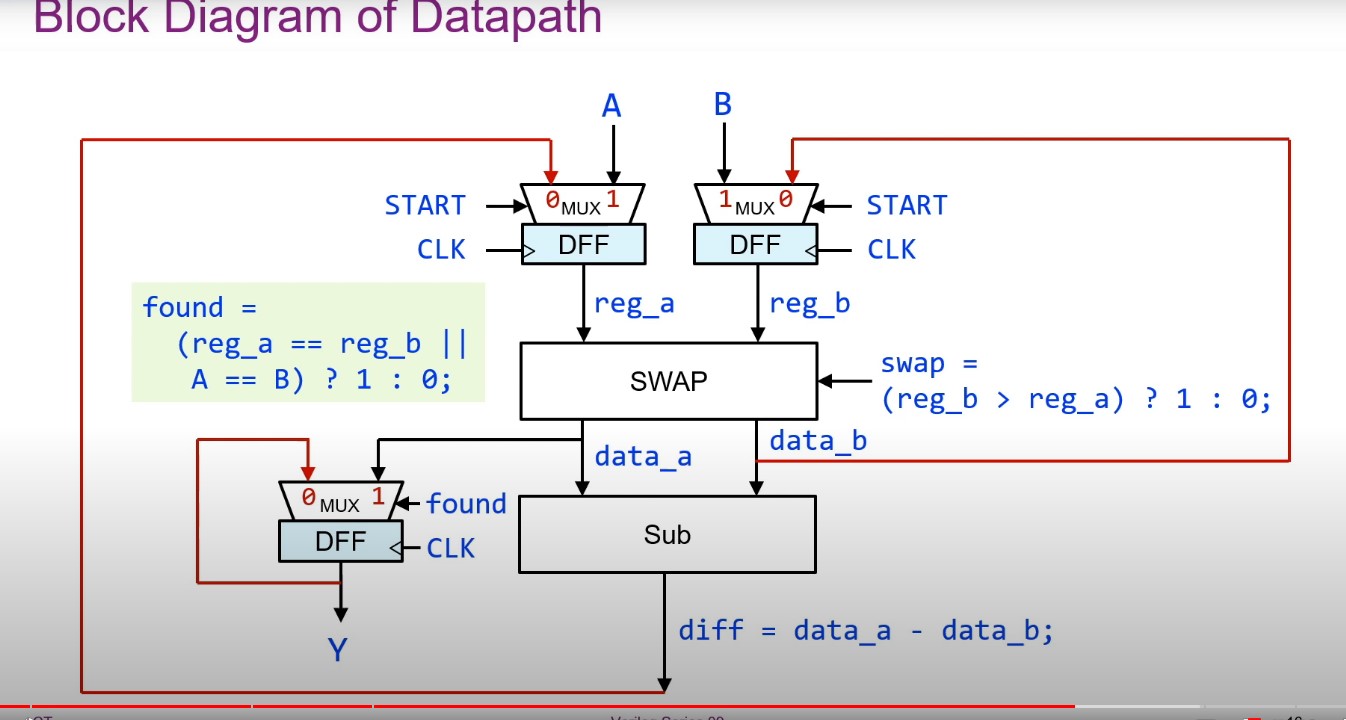 Block Diagram of Datapath
A
B
START
0 MUX 1
1 MUX 0
START
CLK
DFF
DFF
CLK
reg_a
reg_b
found =
(reg_a == reg_b ||
A == B) ? 1 : 0;
SWAP
swap =
(reg_b > reg_a) ? 1 : 0;
data_a
data_b
0 MUX 1
found
DFF
CLK
Sub
Y
diff = data_a - data_b;